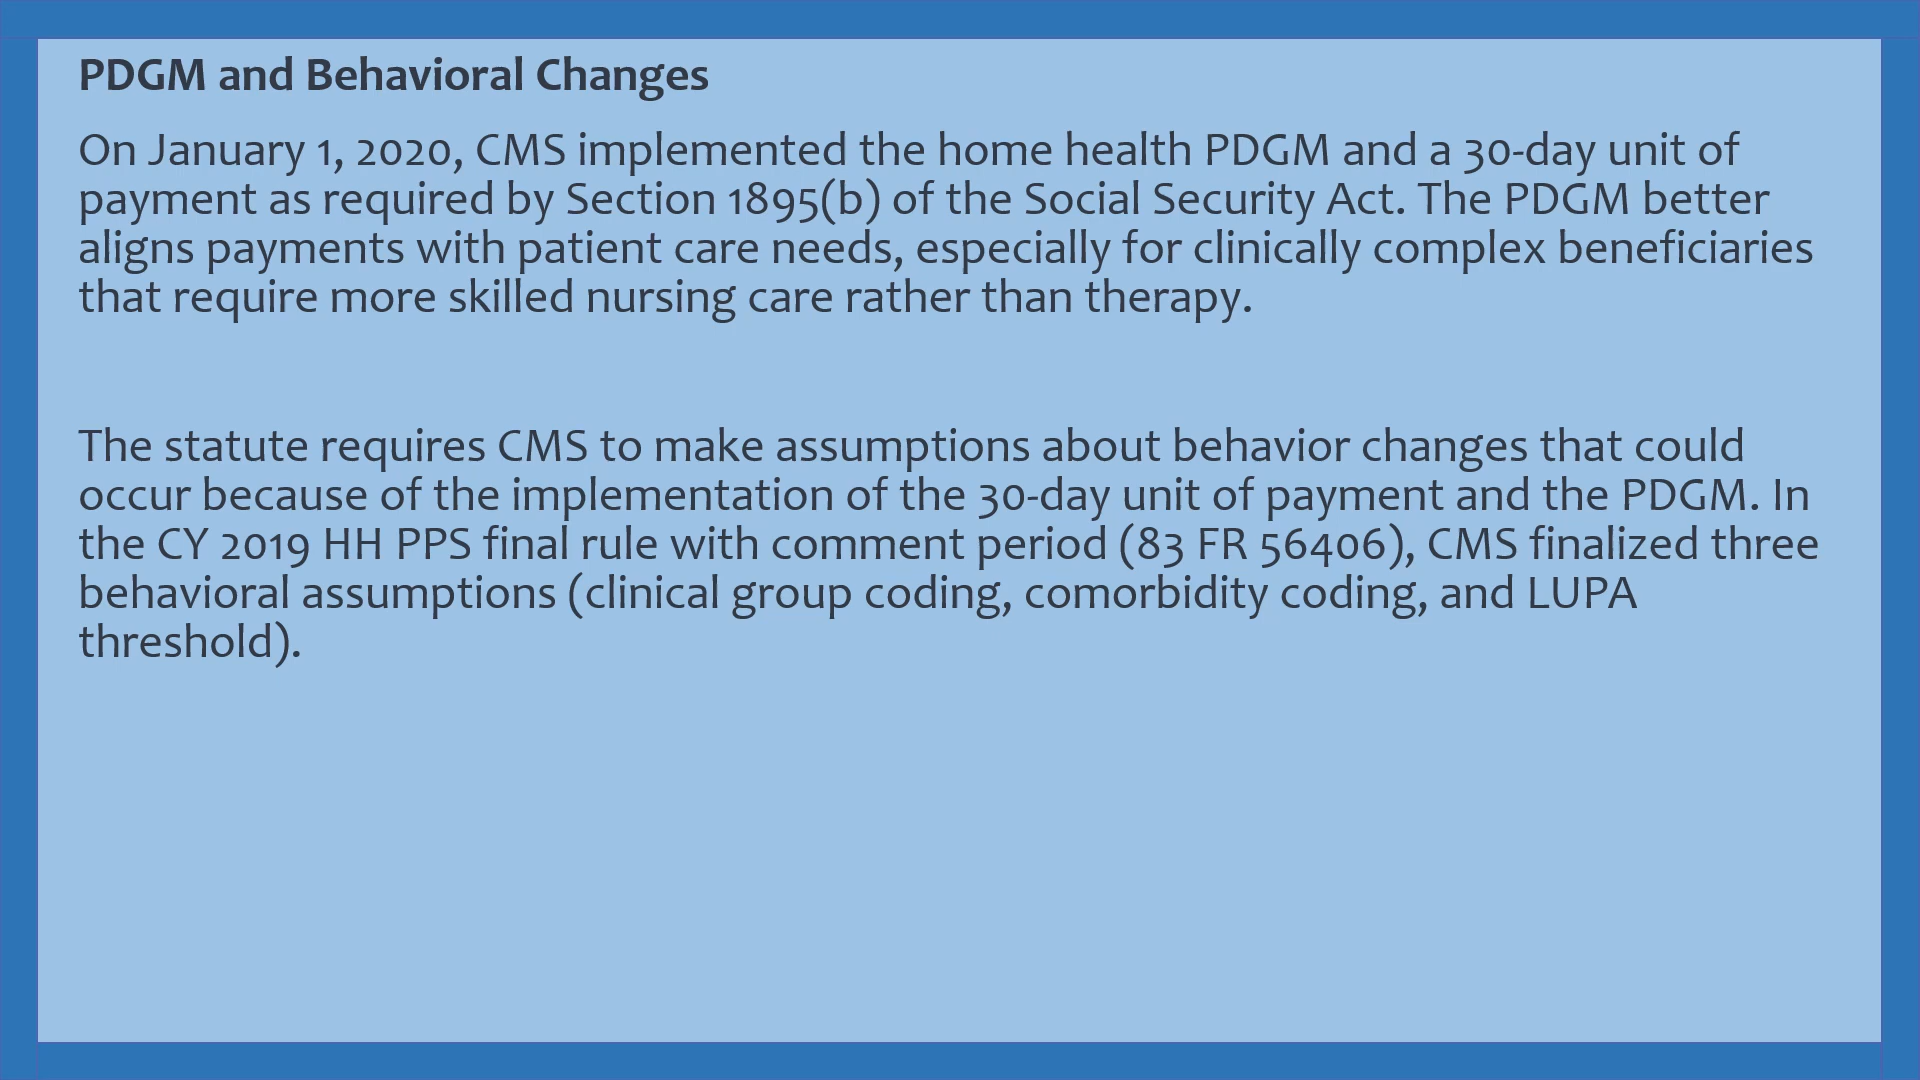 PDGM and Behavioral Changes
On January 1, 2020, CMS implemented the home health PDGM and a 30-day unit of
payment as required by Section 1895(b) of the Social Security Act. The PDGM better
aligns payments with patient care needs, especially for clinically complex beneficiaries
that require more skilled nursing care rather than therapy.
The statute requires CMS to make assumptions about behavior changes that could
occur because of the implementation of the 30-day unit of payment and the PDGM. In
the CY 2019 HH PPS final rule with comment period (83 FR 56406), CMS finalized three
behavioral assumptions (clinical group coding, comorbidity coding, and LUPA
threshold).